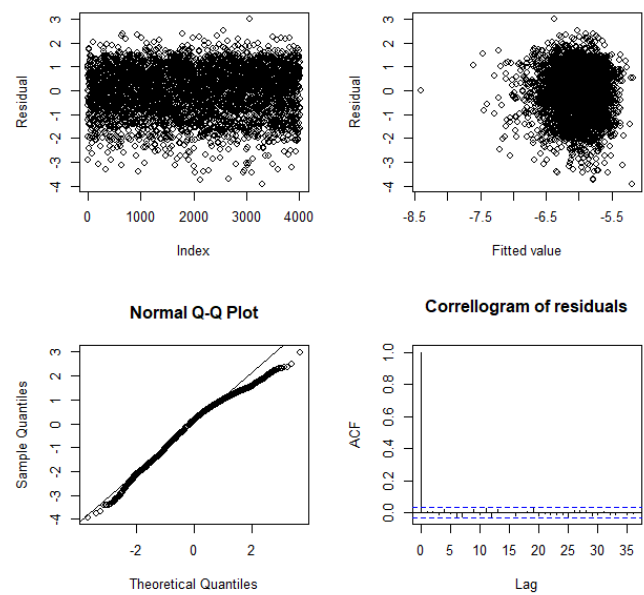 Residual
3
2
1
0
-1
-2
-3
-4
0 1000 2000 3000 4000
Index
Residual
3
2
1
0
-1
-2
-3
-4
-8.5 -7.5 -6.5 -5.5
Fitted value
Normal Q-Q Plot
Sample Quantiles
3
2
1
0
-1
-2
-3
-4
-2 0 2
Theoretical Quantiles
Correllogram of residuals
ACF
1.0
0.8
0.6
0.4
0.2
0.0
0 5 10 15 20 25 30 35
Lag